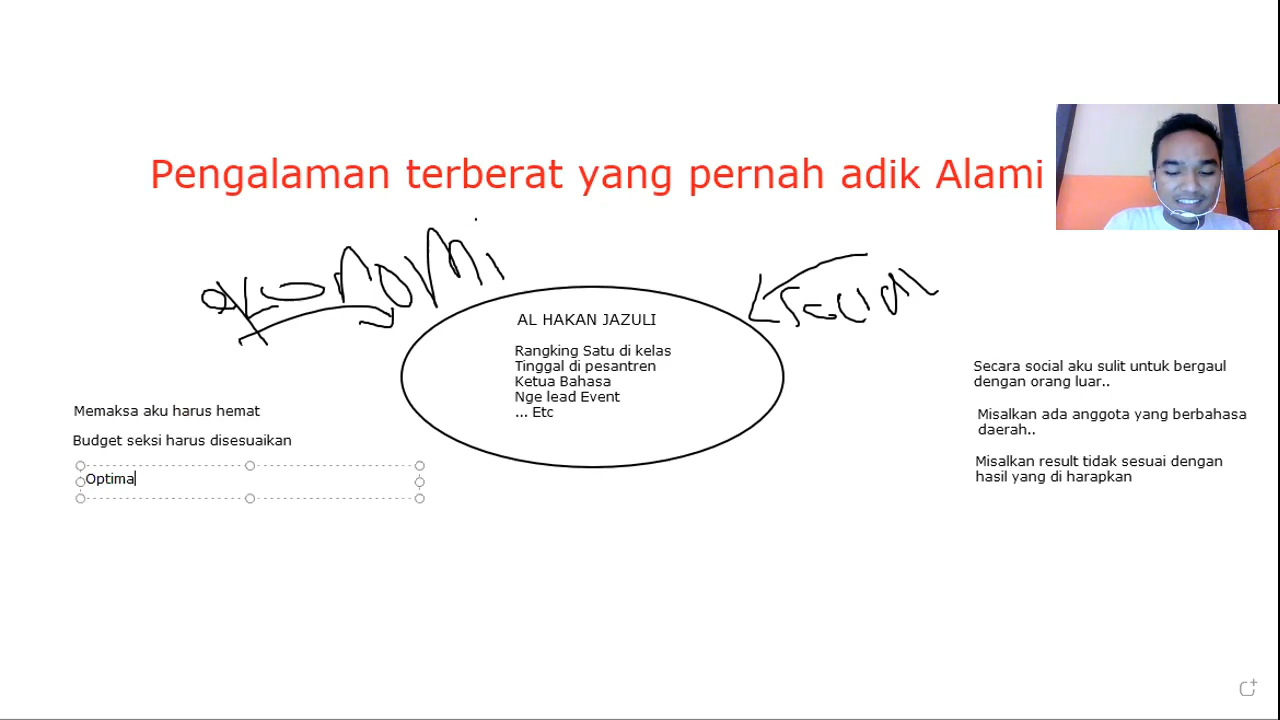 Pengalaman terberat yang pernah adik Alami
ekonomi
social
AL HAKAN JAZULI
Rangking Satu di kelas
Tinggal di pesantren
Ketua Bahasa
Nge lead Event
... Etc
Memaksa aku harus hemat
Budget seksi harus disesuaikan
Optima
Secara social aku sulit untuk bergaul
dengan orang luar..
Misalkan ada anggota yang berbahasa
daerah..
Misalkan result tidak sesuai dengan
hasil yang di harapkan